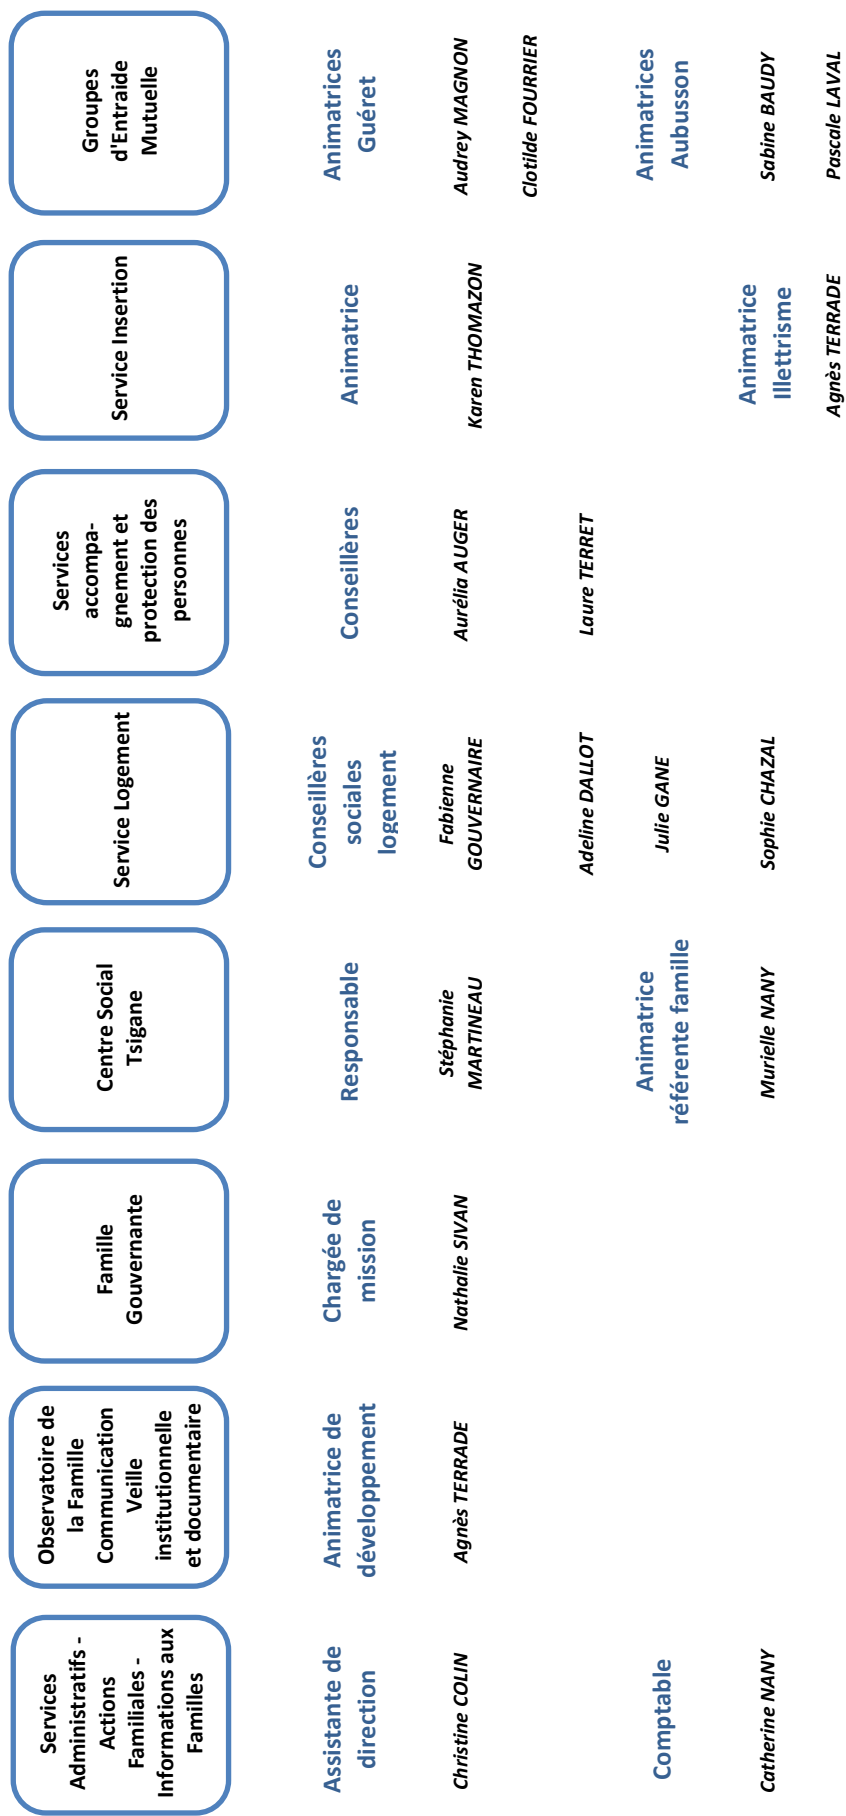 Services
Administratifs -
Actions
Familiales -
Informations aux
Familles
Assistante de
direction
Christine COLIN
Comptable
Catherine NANY
Observatoire de
la Famille
Communication
Veille
institutionnelle
et documentaire
Animatrice de
développement
Agnès TERRADE
Famille
Gouvernante
Chargée de
mission
Nathalie SIVAN
Centre Social
Tsigane
Responsable
Stéphanie
MARTINEAU
Animatrice
référente famille
Murielle NANY
Service Logement
Conseillères
sociales
logement
Fabienne
GOUVERNAIRE
Adeline DALLOT
Julie GANE
Sophie CHAZAL
Services
accompa-
gnement et
protection des
personnes
Conseillères
Aurélia AUGER
Laure TERRET
Service Insertion
Animatrice
Karen THOMAZON
Animatrice
Illettrisme
Agnès TERRADE
Groupes
d'Entraide
Mutuelle
Animatrices
Guéret
Audrey MAGNON
Clotilde FOURRIER
Animatrices
Aubusson
Sabine BAUDY
Pascale LAVAL